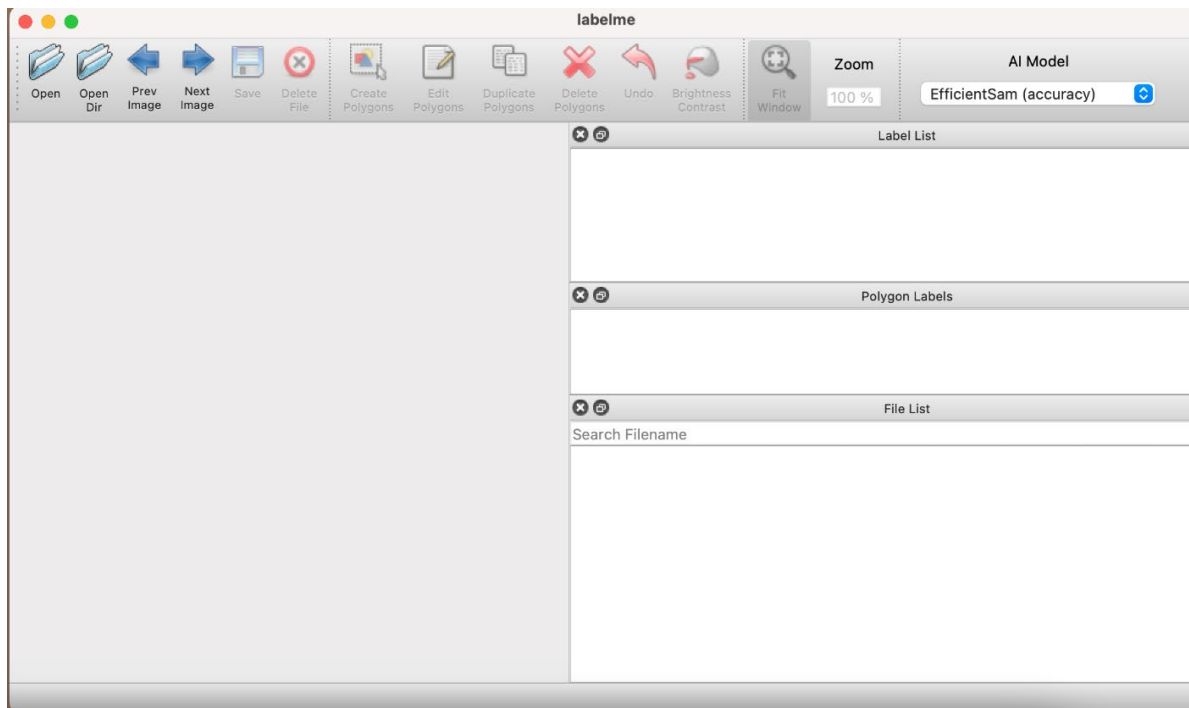 labelme
Open
Open Dir
Prev Image
Next Image
Save
Delete File
Create Polygons
Edit Polygons
Duplicate Polygons
Delete Polygons
Undo
Brightness Contrast
Fit Window
Zoom
100 %
AI Model
EfficientSam (accuracy)
Label List
Polygon Labels
File List
Search Filename